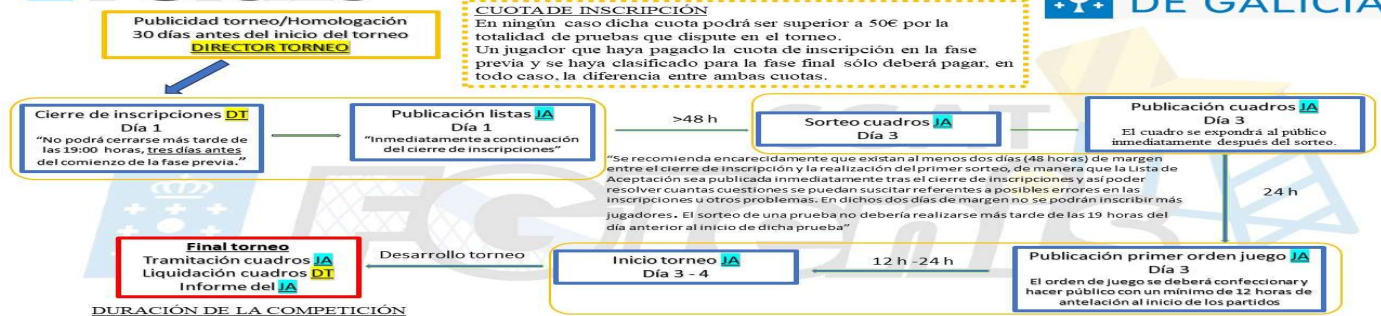 DE GALICIA
Publicidad torneo/Homologación
30 días antes del inicio del torneo
DIRECTOR TORNEO
CUOTA DE INSCRIPCIÓN
En ningún caso dicha cuota podrá ser superior a 50€ por la
totalidad de pruebas que dispute en el torneo.
Un jugador que haya pagado la cuota de inscripción en la fase
previa y se haya clasificado para la fase final sólo deberá pagar, en
todo caso, la diferencia entre ambas cuotas.
Cierre de inscripciones DT
Día 1
"No podrá cerrarse más tarde de
las 19:00 horas, tres días antes
del comienzo de la fase previa."
Publicación listas JA
Día 1
"Inmediatamente a continuación
del cierre de inscripciones"
>48 h
Sorteo cuadros JA
Día 3
Publicación cuadros JA
Día 3
El cuadro se expondrá al público
inmediatamente después del sorteo.
"Se recomienda encarecidamente que existan al menos dos días (48 horas) de margen
entre el cierre de inscripción y la realización del primer sorteo, de manera que la Lista de
Aceptación sea publicada inmediatamente tras el cierre de inscripciones y así poder
resolver cuantas cuestiones se puedan suscitar referentes a posibles errores en las
inscripciones u otros problemas. En dichos dos días de margen no se podrán inscribir más
jugadores. El sorteo de una prueba no debería realizarse más tarde de las 19 horas del
día anterior al inicio de dicha prueba"
24 h
Publicación primer orden juego JA
Día 3
El orden de juego se deberá confeccionar y
hacer público con un mínimo de 12 horas de
antelación al inicio de los partidos
12 h -24 h
Inicio torneo JA
Día 3 - 4
Desarrollo torneo
Final torneo
Tramitación cuadros JA
Liquidación cuadros DT
Informe del JA
DURACIÓN DE LA COMPETICIÓN